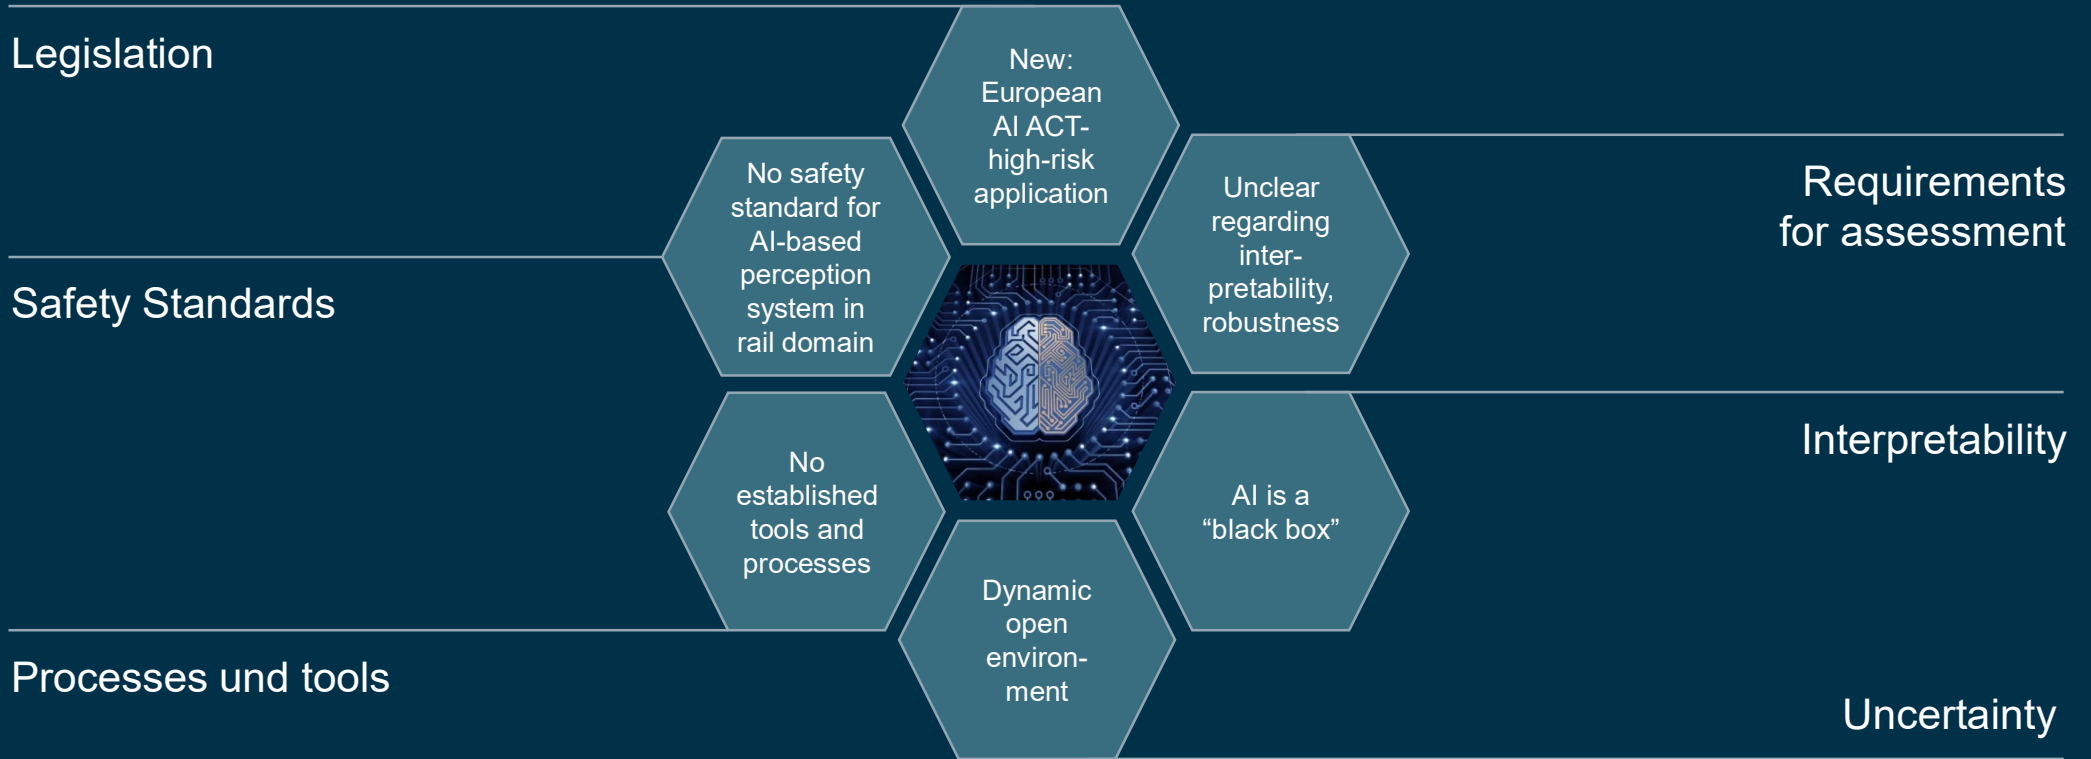 Legislation
New:
European
AI ACT-
high-risk
application
No safety
standard for
AI-based
perception
system in
rail domain
Unclear
regarding
inter-
pretability,
robustness
Requirements
for assessment
Safety Standards
Interpretability
No
established
tools and
processes
AI is a
“black box”
Dynamic
open
environ-
ment
Processes und tools
Uncertainty